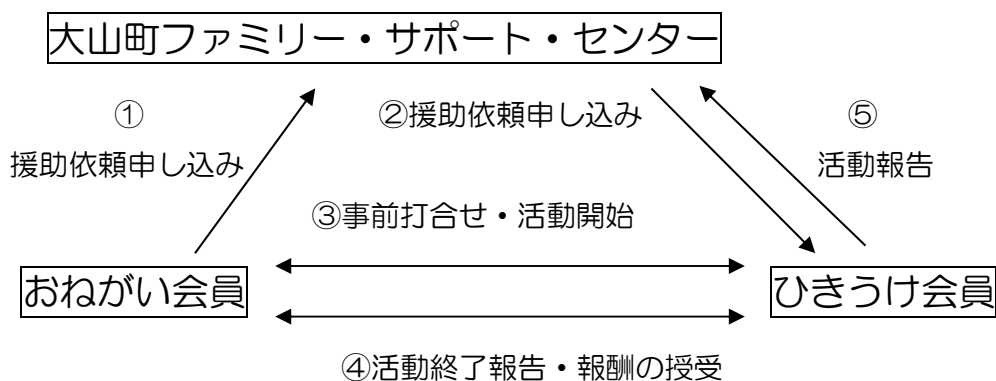 大山町ファミリー・サポート・センター
①
援助依頼申し込み
②援助依頼申し込み
⑤
活動報告
③事前打合せ・活動開始
おねがい会員
ひきうけ会員
④活動終了報告・報酬の授受